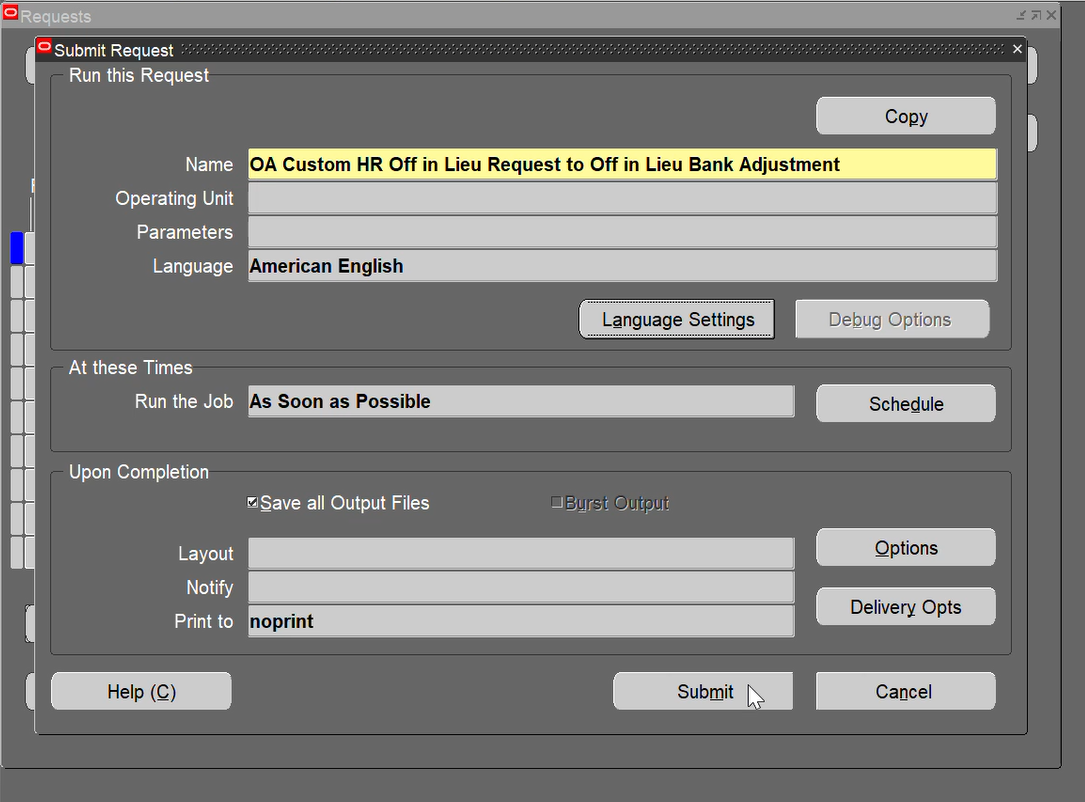 Requests
Submit Request
Run this Request
Copy
Name OA Custom HR Off in Lieu Request to Off in Lieu Bank Adjustment
Operating Unit
Parameters
Language American English
Language Settings Debug Options
At these Times
Run the Job As Soon as Possible Schedule
Upon Completion
Save all Output Files Burst Output
Layout Options
Notify
Delivery Opts
Print to noprint
Help (C) Submit Cancel